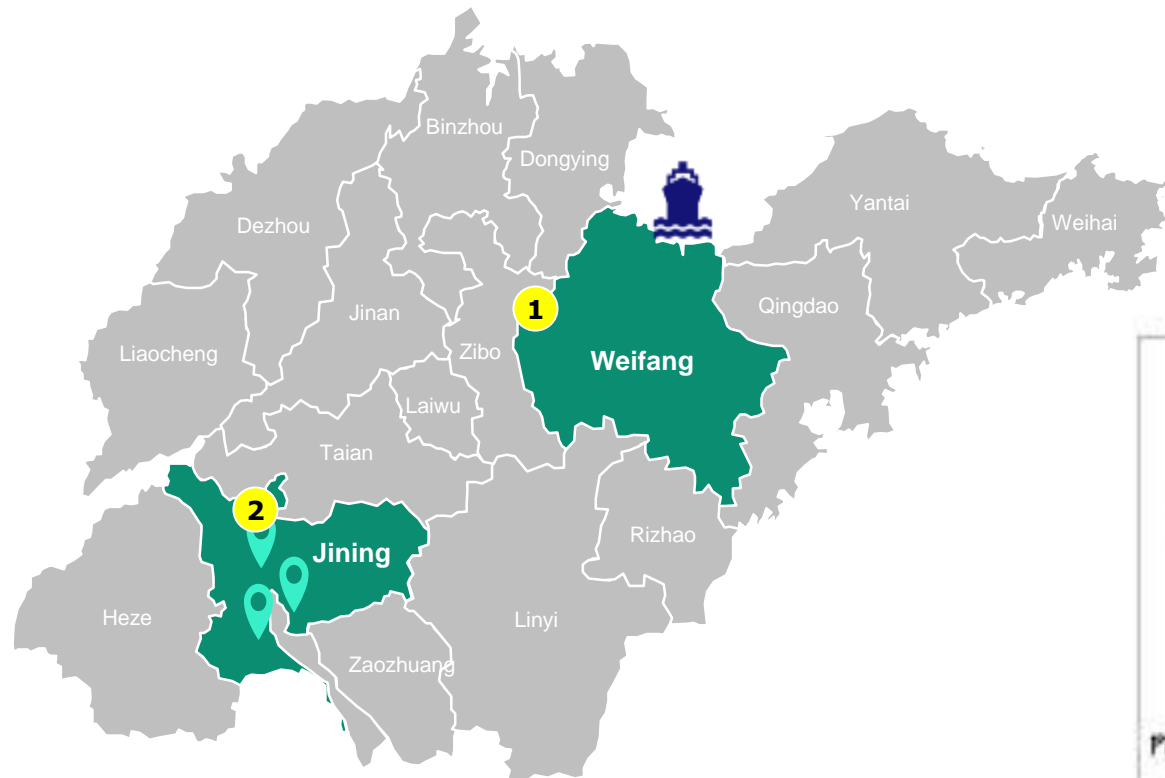 Binzhou
Dongying
Yantai
Weihai
Dezhou
Jinan
1
Qingdao
Liaocheng
Zibo
Weifang
Laiwu
Taian
2
Jining
Rizhao
Heze
Linyi
Zaozhuang